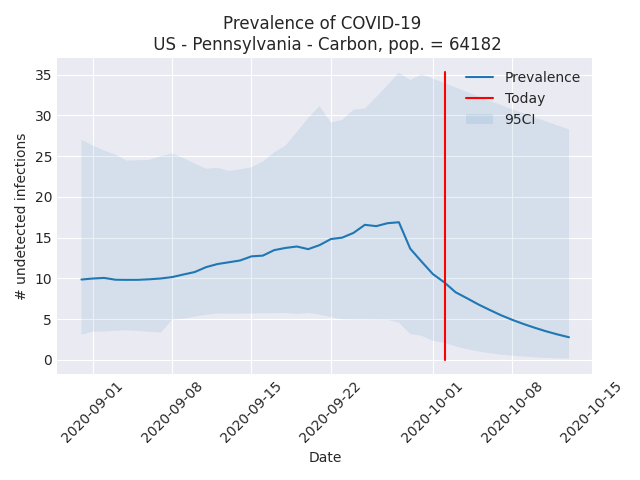 Prevalence of COVID-19
US - Pennsylvania - Carbon, pop. = 64182
# undetected infections
35
30
25
20
15
10
5
0
Prevalence
Today
95CI
2020-09-01
2020-09-08
2020-09-15
2020-09-22
2020-10-01
2020-10-08
2020-10-15
Date